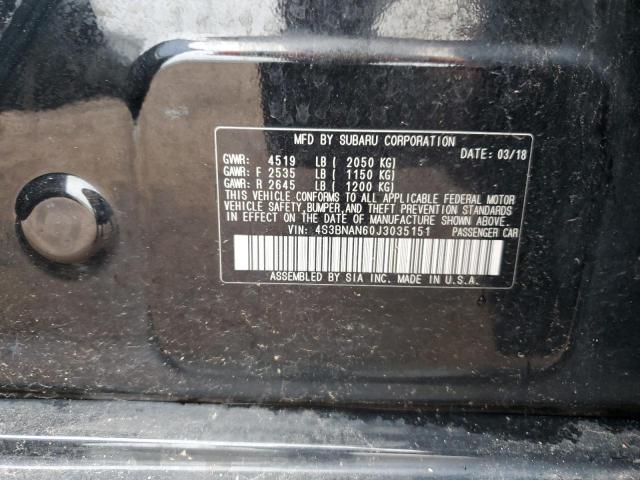 MFD BY SUBARU CORPORATION
DATE: 03/18
GVWR: 4519 LB ( 2050 KG)
GAWR: F 2535 LB ( 1150 KG)
GAWR: R 2645 LB ( 1200 KG)
THIS VEHICLE CONFORMS TO ALL APPLICABLE FEDERAL MOTOR
VEHICLE SAFETY, BUMPER, AND THEFT PREVENTION STANDARDS
IN EFFECT ON THE DATE OF MANUFACTURE SHOWN ABOVE.
VIN: 4S3BNAN60J3035151 PASSENGER CAR
ASSEMBLED BY SIA INC. MADE IN U.S.A.